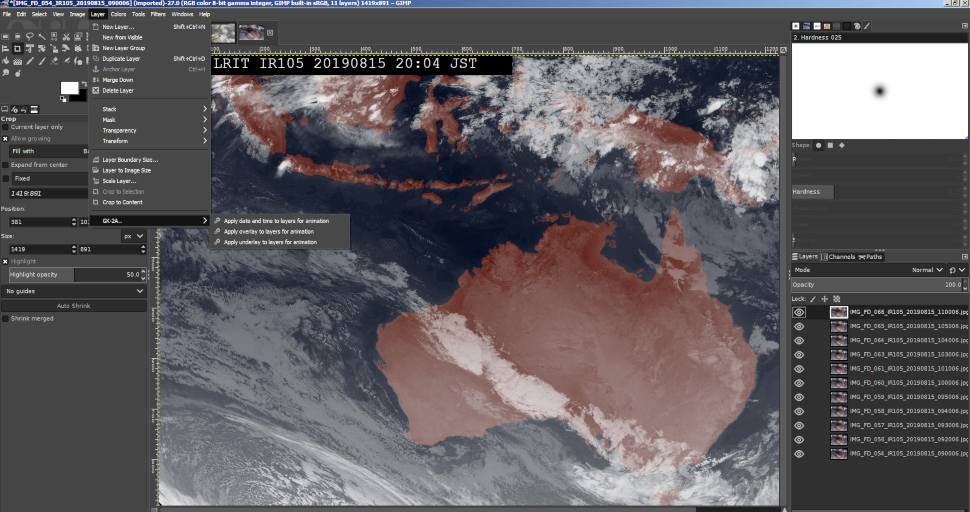 *[IMG_FD_054_IR105_20190815_090006] (imported)-27.0 (RGB color 8-bit gamma integer, GIMP built-in sRGB, 11 layers) 1419x891 – GIMP
File Edit Select View Image Layer Colors Tools Filters Windows Help
New Layer... Shift+Ctrl+N
New from Visible
New Layer Group
Duplicate Layer Shift+Ctrl+D
Anchor Layer Ctrl+H
Merge Down
Delete Layer
Stack
Mask
Transparency
Transform
Layer Boundary Size...
Layer to Image Size
Scale Layer...
Crop to Selection
Crop to Content
GK-2A..
Apply date and time to layers for animation
Apply overlay to layers for animation
Apply underlay to layers for animation
Crop
Current layer only
Allow growing
Fill with
Expand from center
Fixed
1419:891
Position:
381
Size: px
1419 891
Highlight
Highlight opacity 50.0
No guides
Auto Shrink
Shrink merged
LRIT IR105 20190815 20:04 JST
2. Hardness 025
Shape:
Hardness
Layers Channels Paths
Mode Normal
Opacity 100.0
Lock:
IMG_FD_066_IR105_20190815_110006.jpg
IMG_FD_065_IR105_20190815_105006.jpg
IMG_FD_064_IR105_20190815_104006.jpg
IMG_FD_063_IR105_20190815_103006.jpg
IMG_FD_061_IR105_20190815_101006.jpg
IMG_FD_060_IR105_20190815_100006.jpg
IMG_FD_059_IR105_20190815_095006.jpg
IMG_FD_058_IR105_20190815_094006.jpg
IMG_FD_057_IR105_20190815_093006.jpg
IMG_FD_056_IR105_20190815_092006.jpg
IMG_FD_054_IR105_20190815_090006.jpg